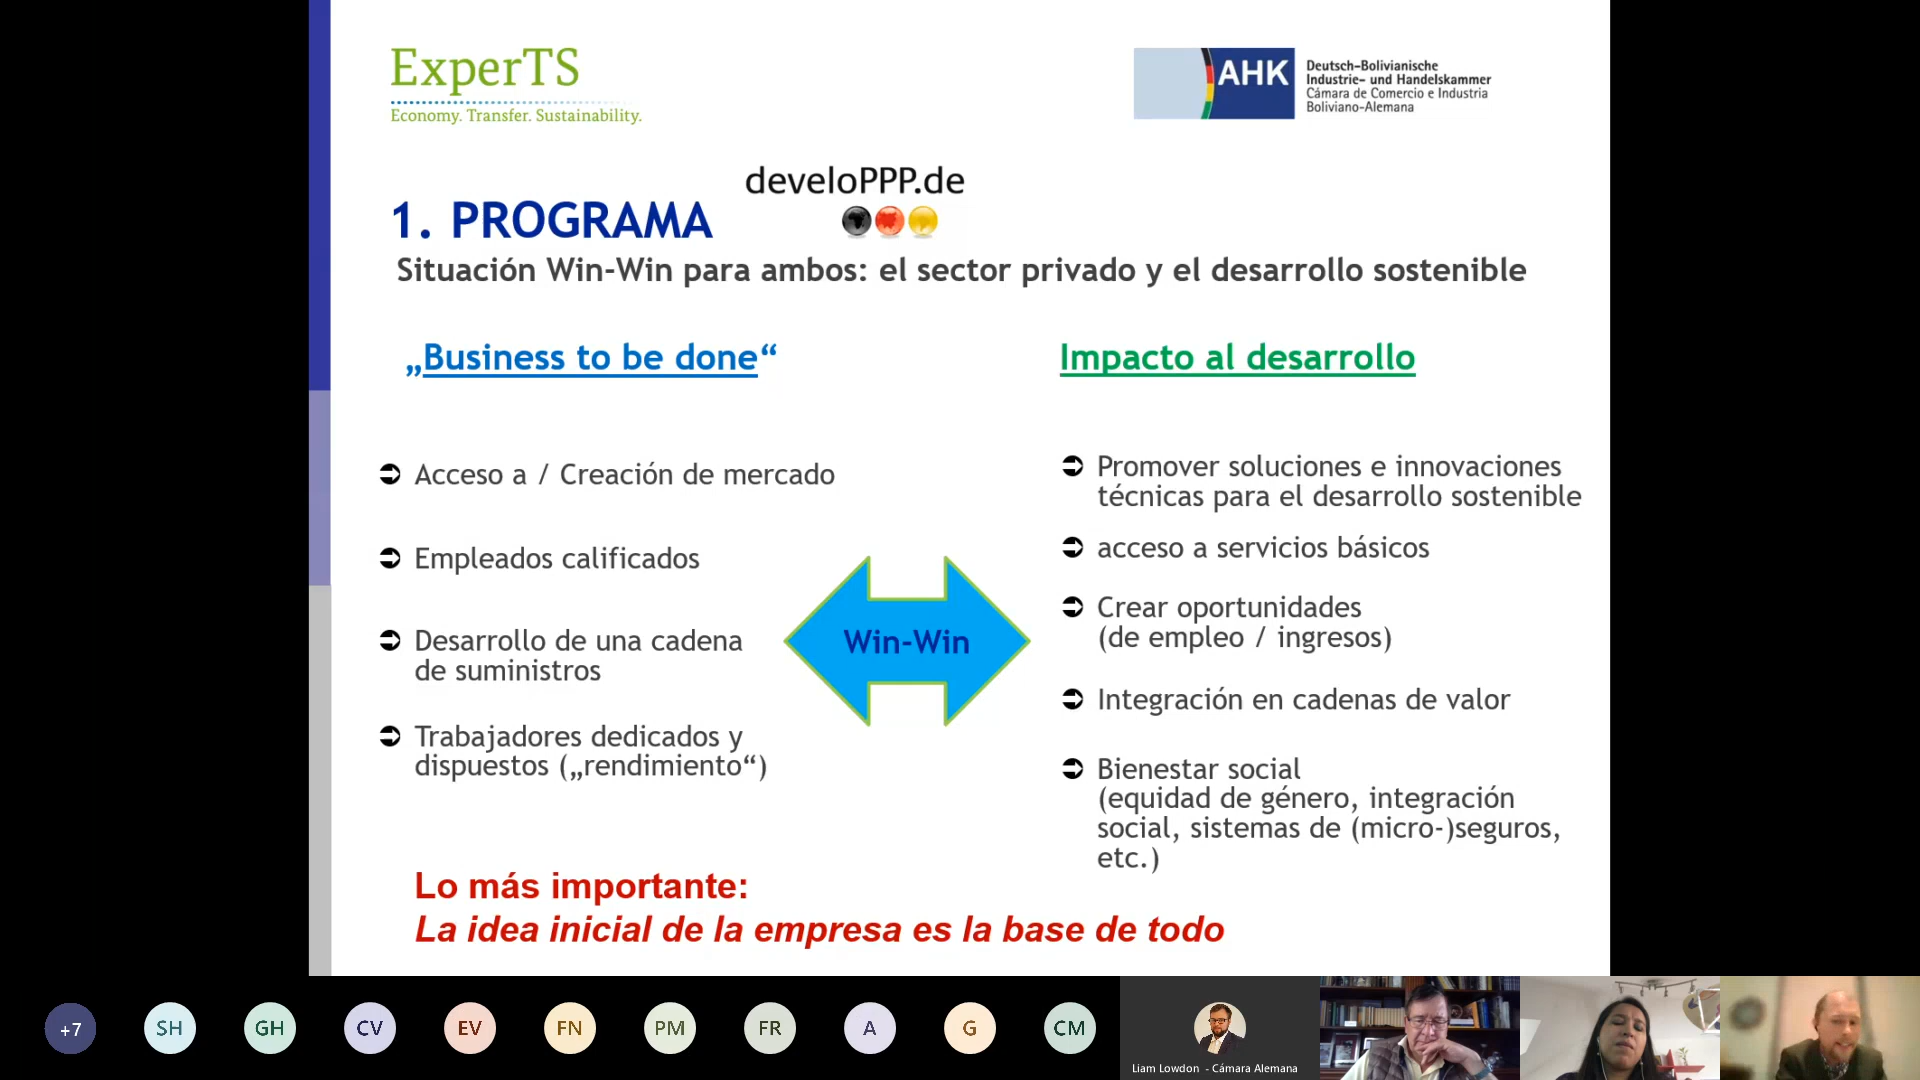 ExperTS
Economy. Transfer. Sustainability.
AHK
Deutsch-Bolivianische
Industrie- und Handelskammer
Cámara de Comercio e Industria
Boliviano-Alemana
develoPPP.de
1. PROGRAMA
Situación Win-Win para ambos: el sector privado y el desarrollo sostenible
„Business to be done“
Acceso a / Creación de mercado
Empleados calificados
Desarrollo de una cadena
de suministros
Trabajadores dedicados y
dispuestos („rendimiento“)
Win-Win
Impacto al desarrollo
Promover soluciones e innovaciones
técnicas para el desarrollo sostenible
acceso a servicios básicos
Crear oportunidades
(de empleo / ingresos)
Integración en cadenas de valor
Bienestar social
(equidad de género, integración
social, sistemas de (micro-)seguros,
etc.)
Lo más importante:
La idea inicial de la empresa es la base de todo
+7
SH
GH
CV
EV
FN
PM
FR
A
G
CM
Liam Lowdon - Cámara Alemana